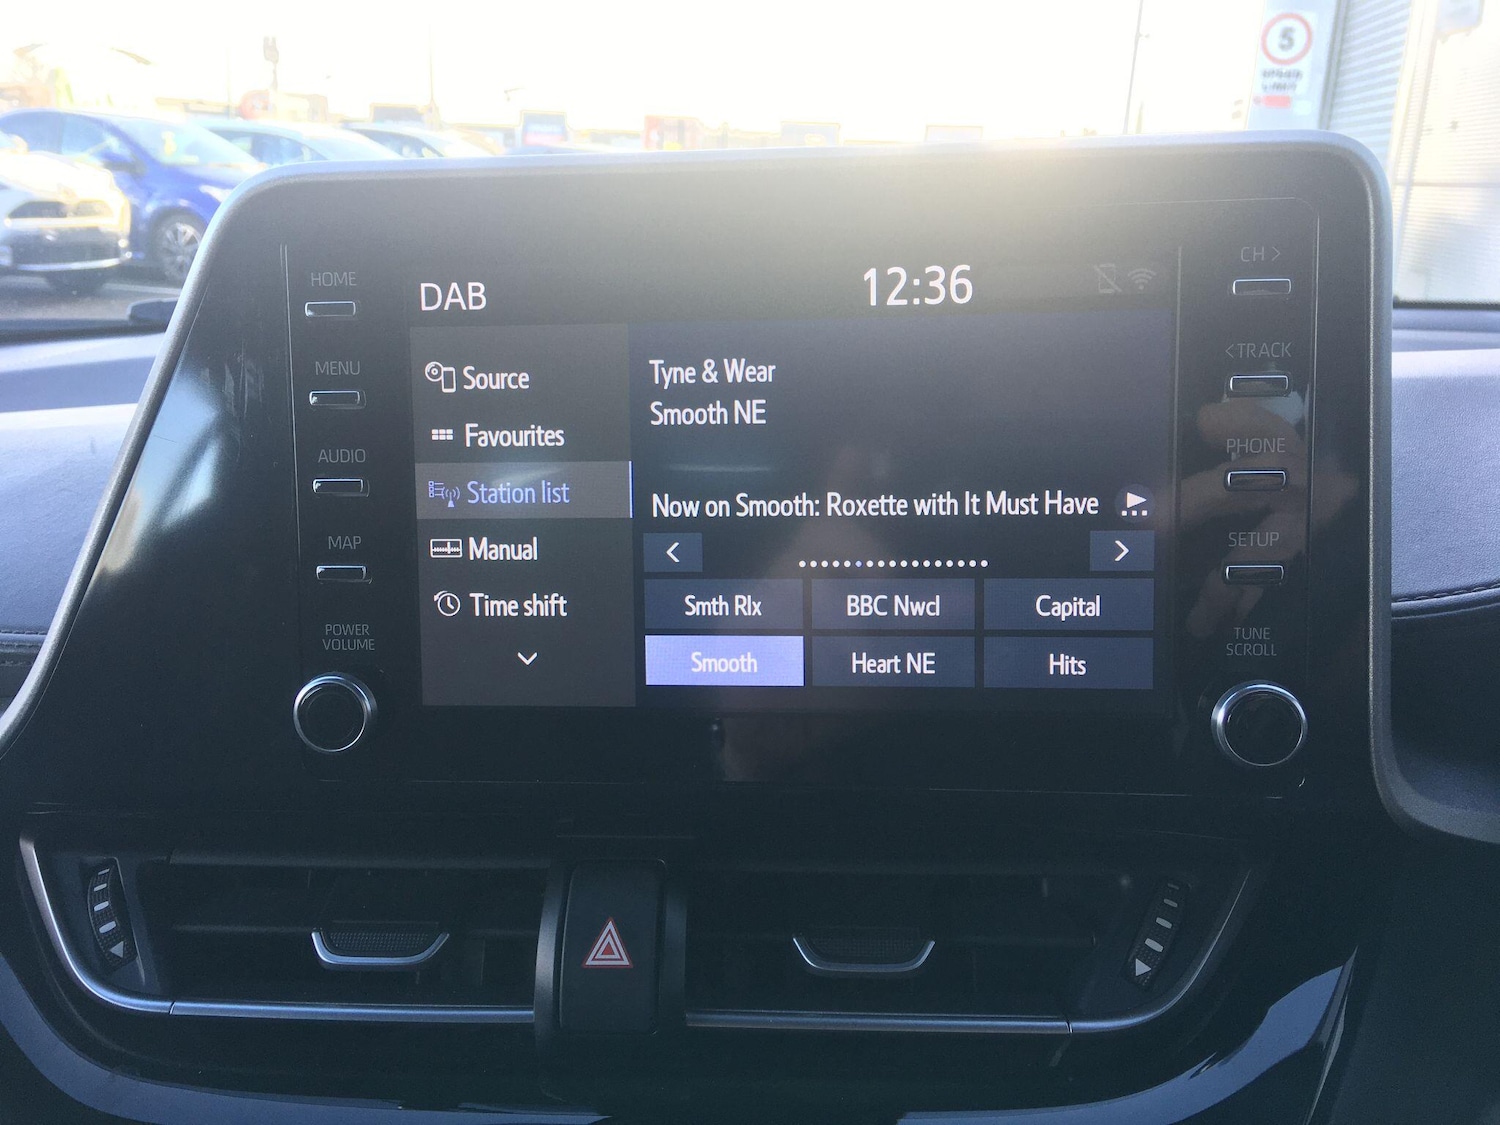 5
SPEED
LIMIT
HOME
MENU
AUDIO
MAP
POWER
VOLUME
DAB
12:36
Source
Favourites
Station list
Manual
Time shift
Tyne & Wear
Smooth NE
Now on Smooth: Roxette with It Must Have
Smth Rlx
BBC Nwcl
Capital
Smooth
Heart NE
Hits
CH >
< TRACK
PHONE
SETUP
TUNE
SCROLL